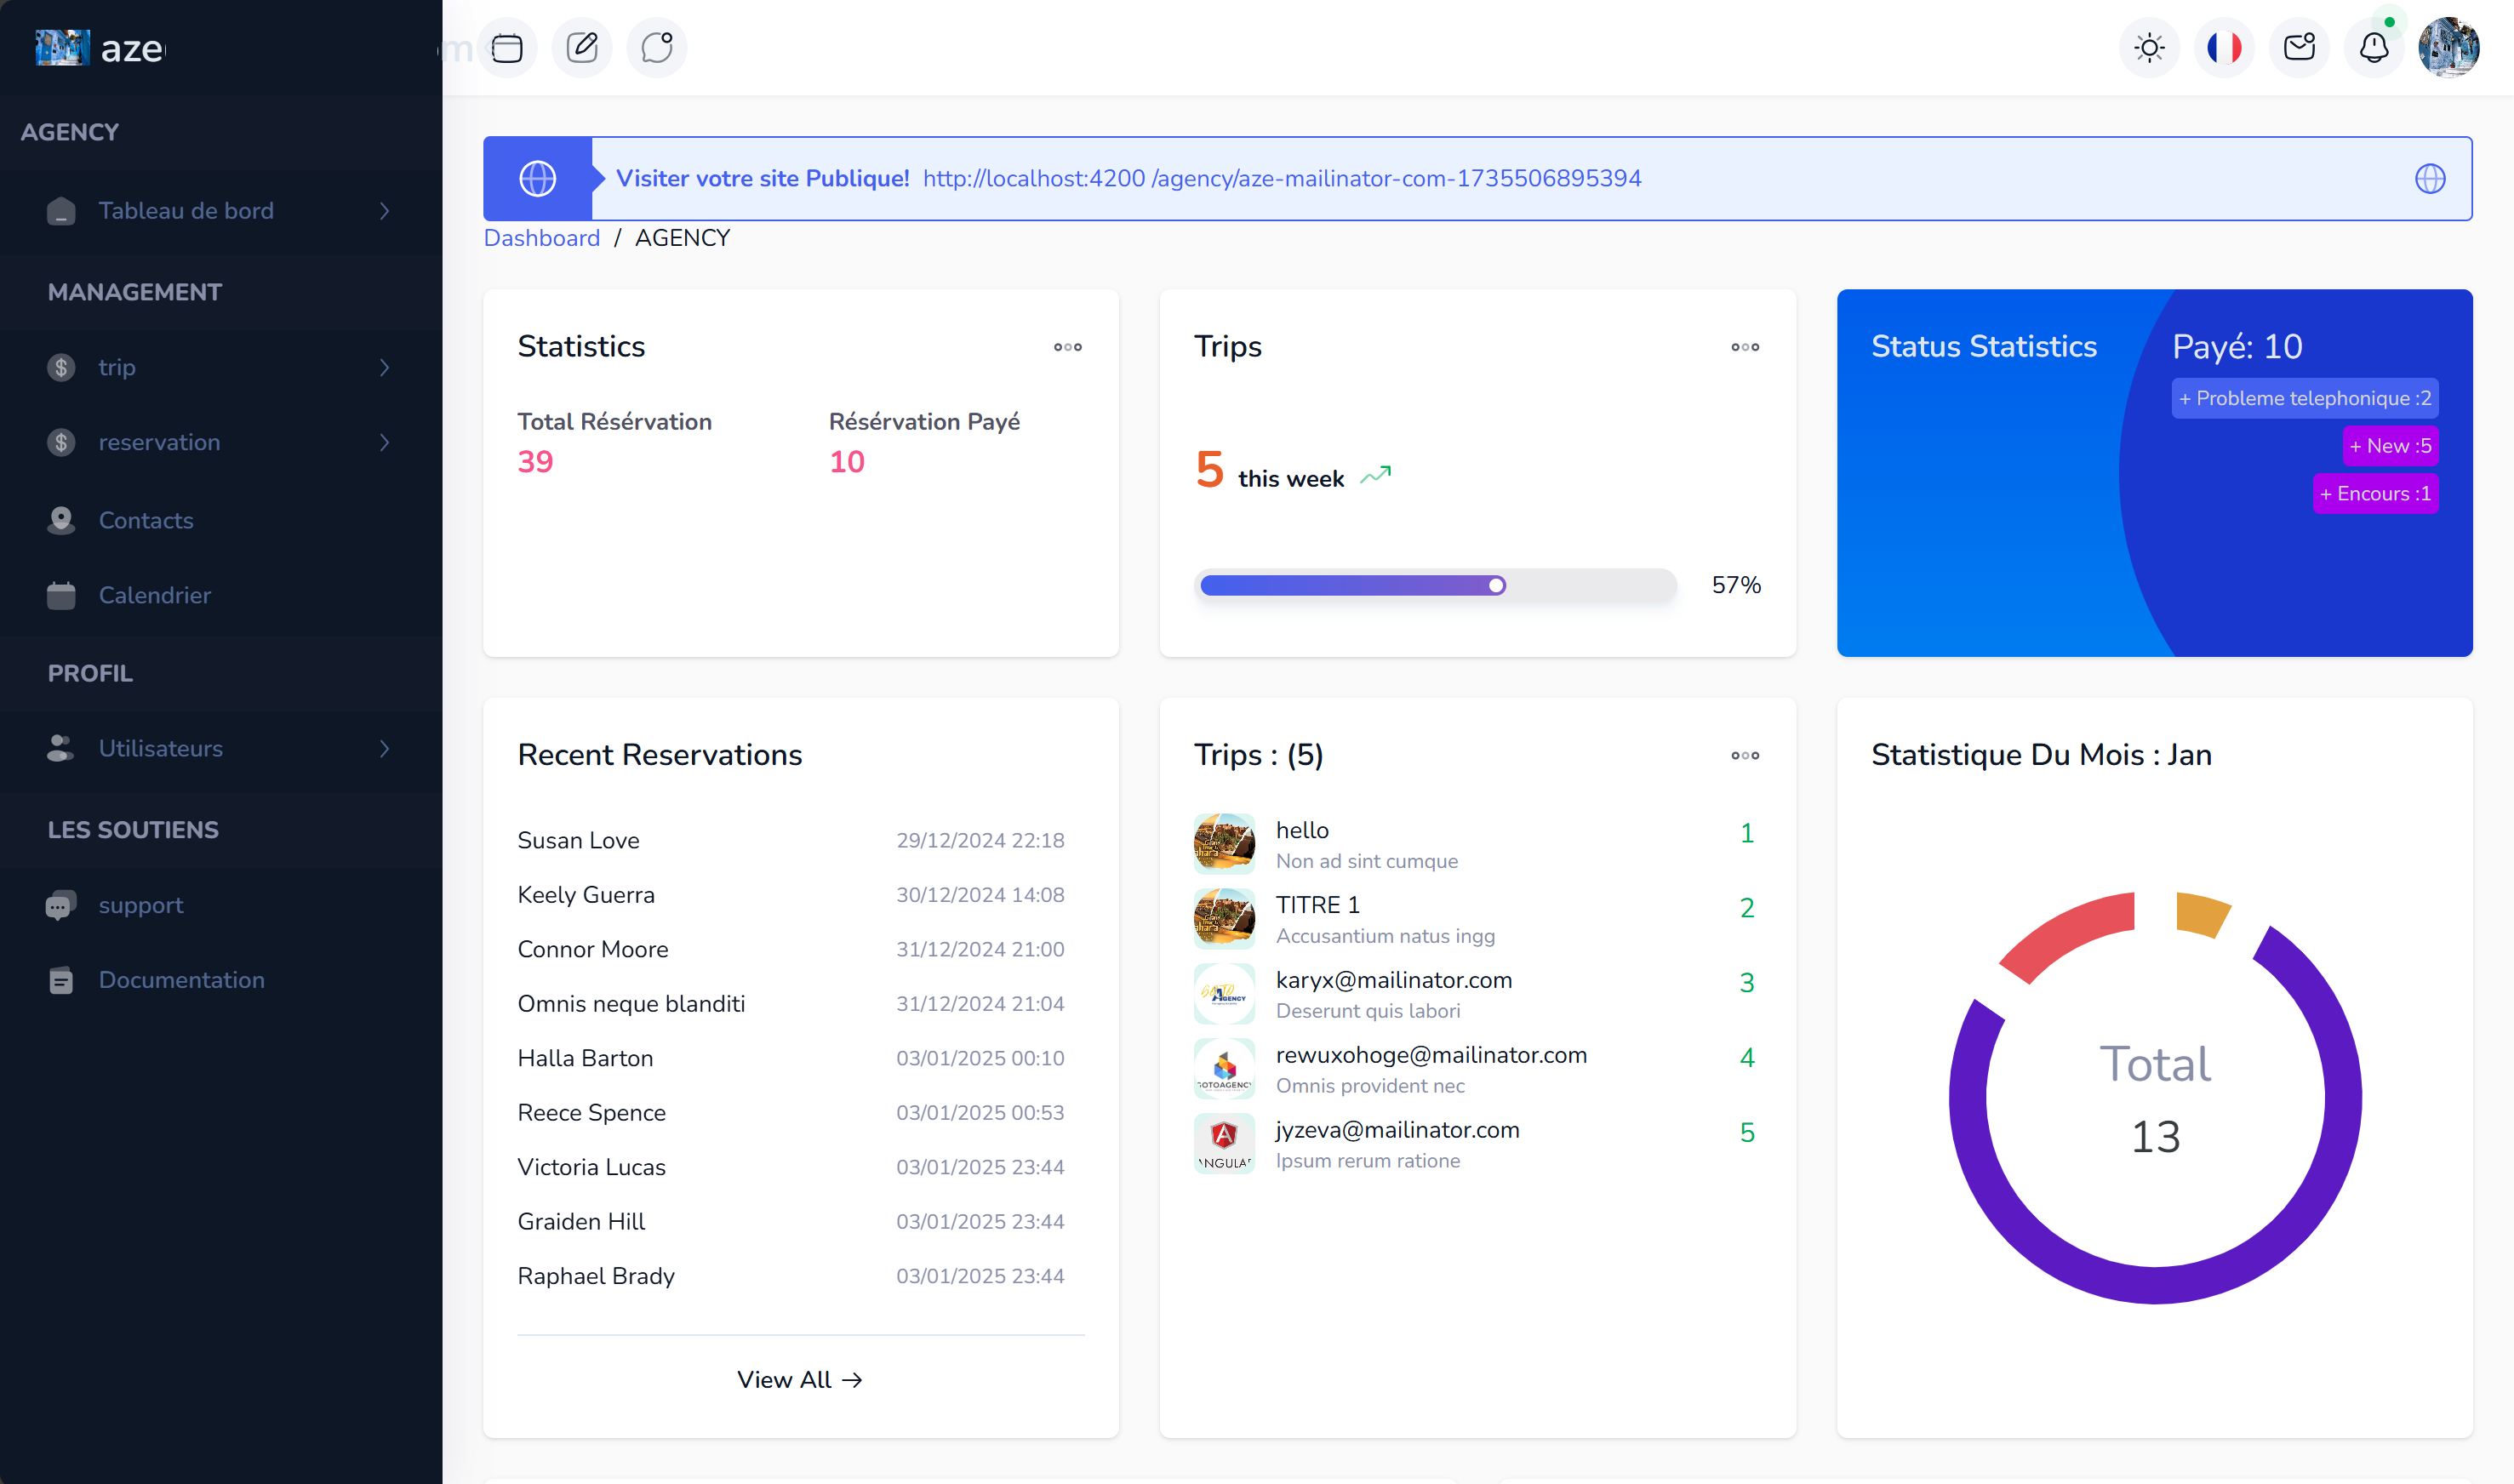 aze
AGENCY
Tableau de bord
MANAGEMENT
trip
reservation
Contacts
Calendrier
PROFIL
Utilisateurs
LES SOUTIENS
support
Documentation
Visiter votre site Publique! http://localhost:4200 /agency/aze-mailinator-com-1735506895394
Dashboard / AGENCY
Statistics
Total Résérvation
39
Résérvation Payé
10
Trips
5 this week
57%
Status Statistics
Payé: 10
+ Probleme telephonique :2
+ New :5
+ Encours :1
Recent Reservations
Susan Love 29/12/2024 22:18
Keely Guerra 30/12/2024 14:08
Connor Moore 31/12/2024 21:00
Omnis neque blanditi 31/12/2024 21:04
Halla Barton 03/01/2025 00:10
Reece Spence 03/01/2025 00:53
Victoria Lucas 03/01/2025 23:44
Graiden Hill 03/01/2025 23:44
Raphael Brady 03/01/2025 23:44
View All
Trips : (5)
hello 1
Non ad sint cumque
TITRE 1 2
Accusantium natus ingg
karyx@mailinator.com 3
Deserunt quis labori
rewuxohoge@mailinator.com 4
Omnis provident nec
jyzeva@mailinator.com 5
Ipsum rerum ratione
Statistique Du Mois : Jan
Total
13